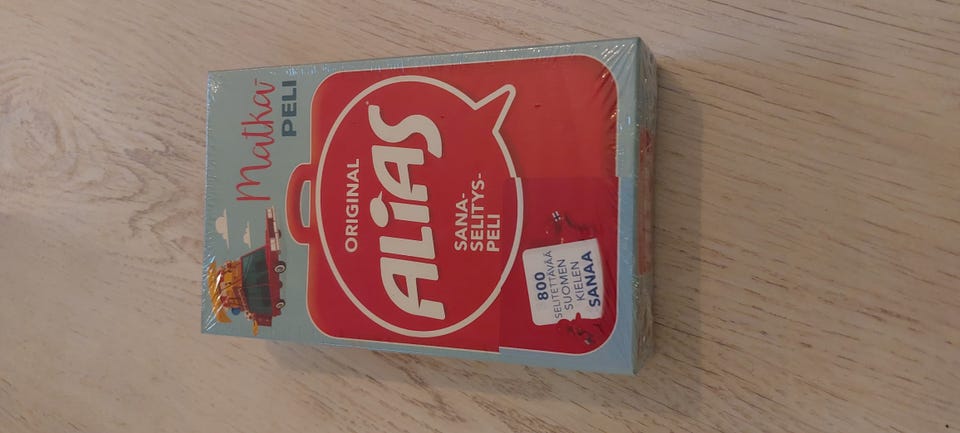 Matka
PELI
ORIGINAL
ALiAS
SANA-
SELITYS-
PELI
800
SELITETTÄVÄÄ
SUOMEN
KIELEN
SANAA